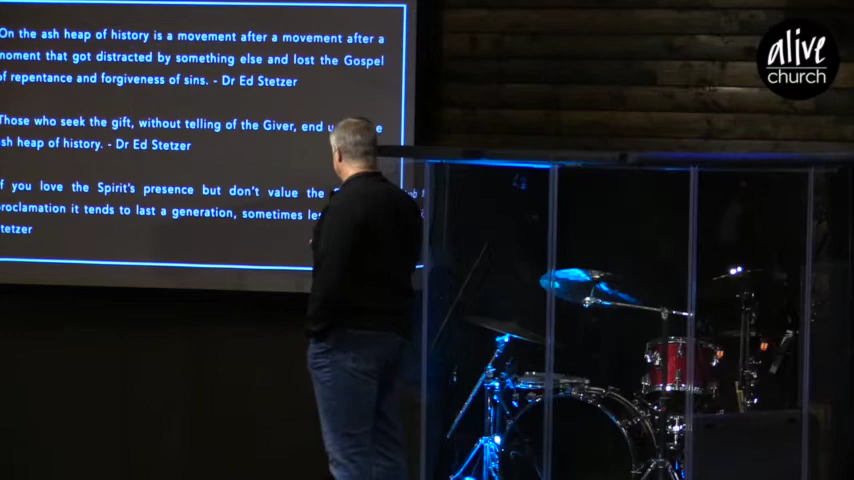 On the ash heap of history is a movement after a movement after a
moment that got distracted by something else and lost the Gospel
of repentance and forgiveness of sins. - Dr Ed Stetzer
Those who seek the gift, without telling of the Giver, end
ash heap of history. - Dr Ed Stetzer
If you love the Spirit's presence but don't value the
proclamation it tends to last a generation, sometimes
Stetzer
alive
church